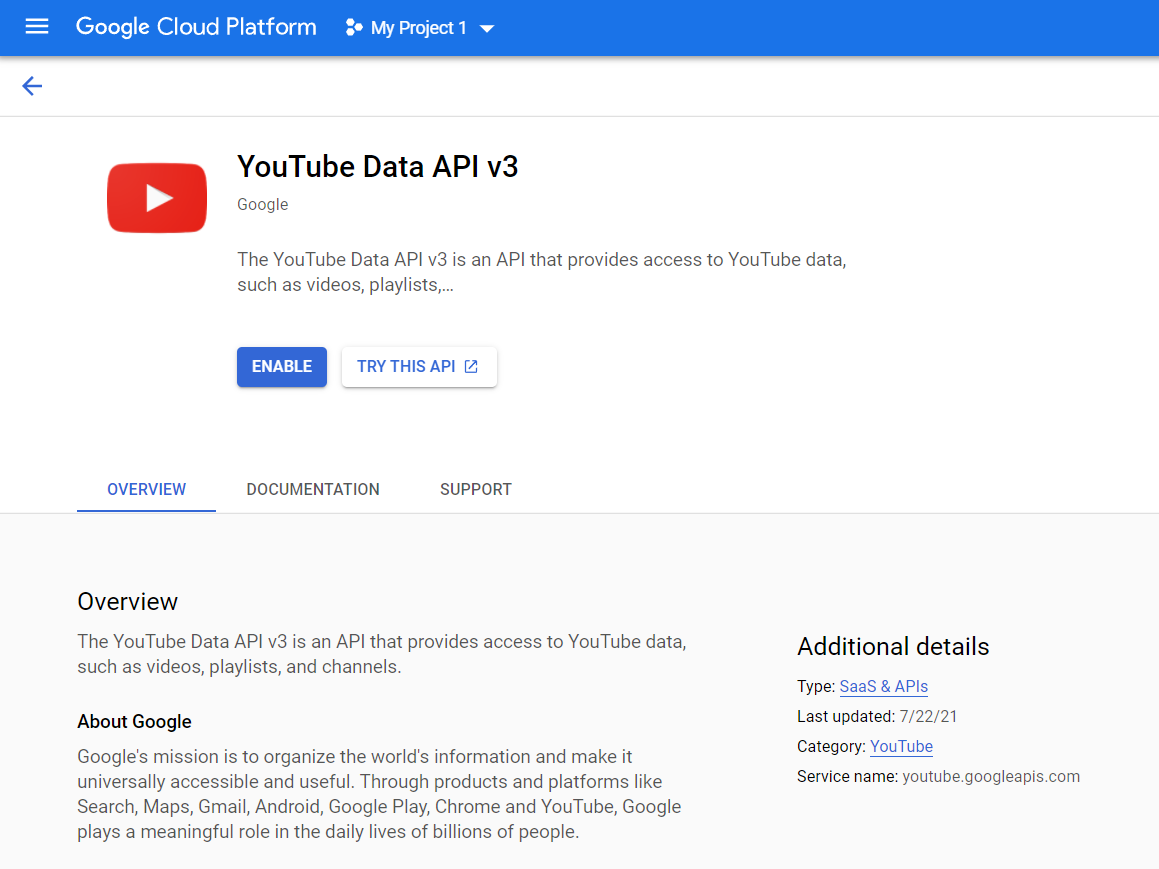 Google Cloud Platform
My Project 1
YouTube Data API v3
Google
The YouTube Data API v3 is an API that provides access to YouTube data,
such as videos, playlists,…
ENABLE
TRY THIS API
OVERVIEW
DOCUMENTATION
SUPPORT
Overview
The YouTube Data API v3 is an API that provides access to YouTube data,
such as videos, playlists, and channels.
About Google
Google's mission is to organize the world's information and make it
universally accessible and useful. Through products and platforms like
Search, Maps, Gmail, Android, Google Play, Chrome and YouTube, Google
plays a meaningful role in the daily lives of billions of people.
Additional details
Type: SaaS & APIs
Last updated: 7/22/21
Category: YouTube
Service name: youtube.googleapis.com